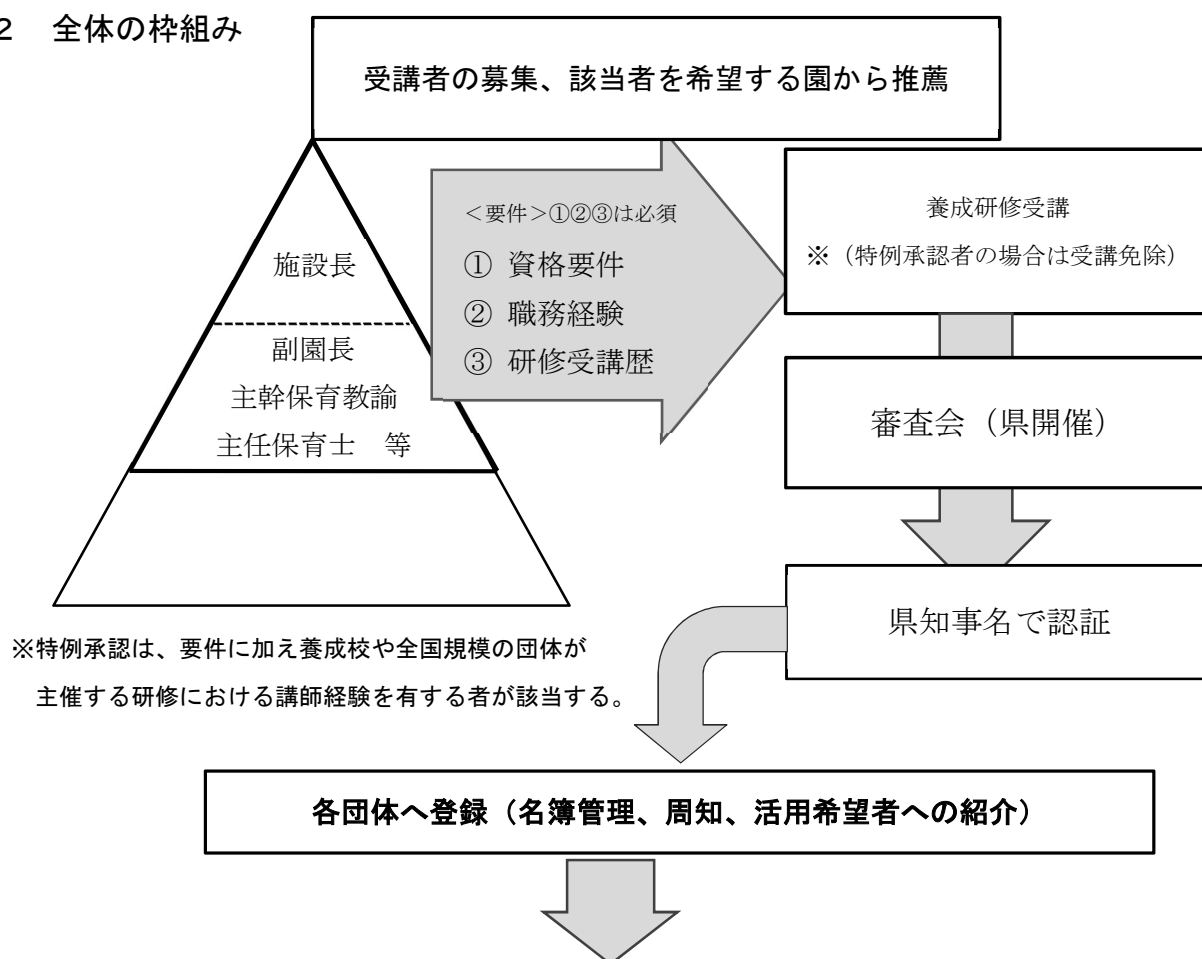 2　全体の枠組み
受講者の募集、該当者を希望する園から推薦
施設長
副園長
主幹保育教諭
主任保育士　等
＜要件＞①②③は必須
① 資格要件
② 職務経験
③ 研修受講歴
養成研修受講
※（特例承認者の場合は受講免除）
審査会（県開催）
県知事名で認証
※特例承認は、要件に加え養成校や全国規模の団体が
主催する研修における講師経験を有する者が該当する。
各団体へ登録（名簿管理、周知、活用希望者への紹介）